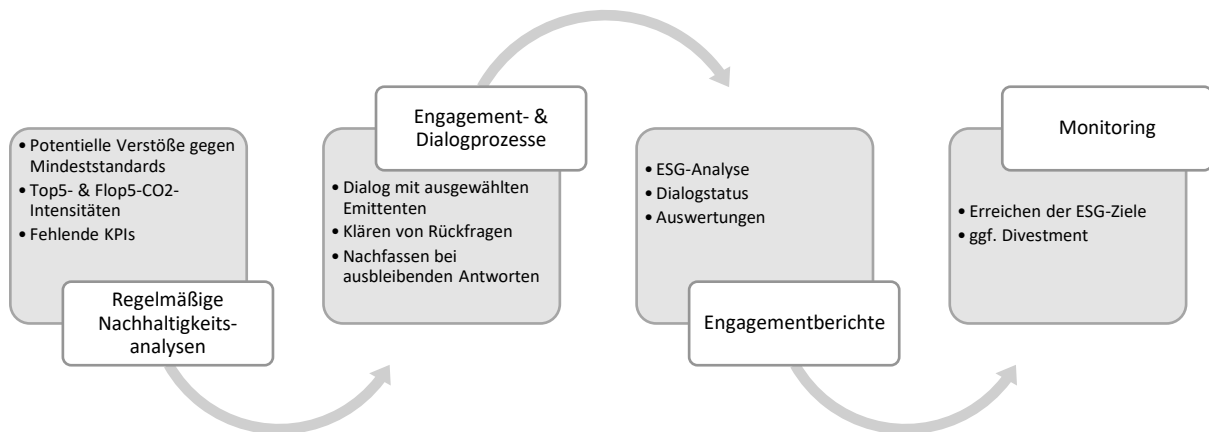 • Potentielle Verstöße gegen
Mindeststandards
• Top5- & Flop5-CO2-
Intensitäten
• Fehlende KPIs
Regelmäßige
Nachhaltigkeits-
analysen
Engagement- &
Dialogprozesse
• Dialog mit ausgewählten
Emittenten
• Klären von Rückfragen
• Nachfassen bei
ausbleibenden Antworten
• ESG-Analyse
• Dialogstatus
• Auswertungen
Engagementberichte
Monitoring
• Erreichen der ESG-Ziele
• ggf. Divestment